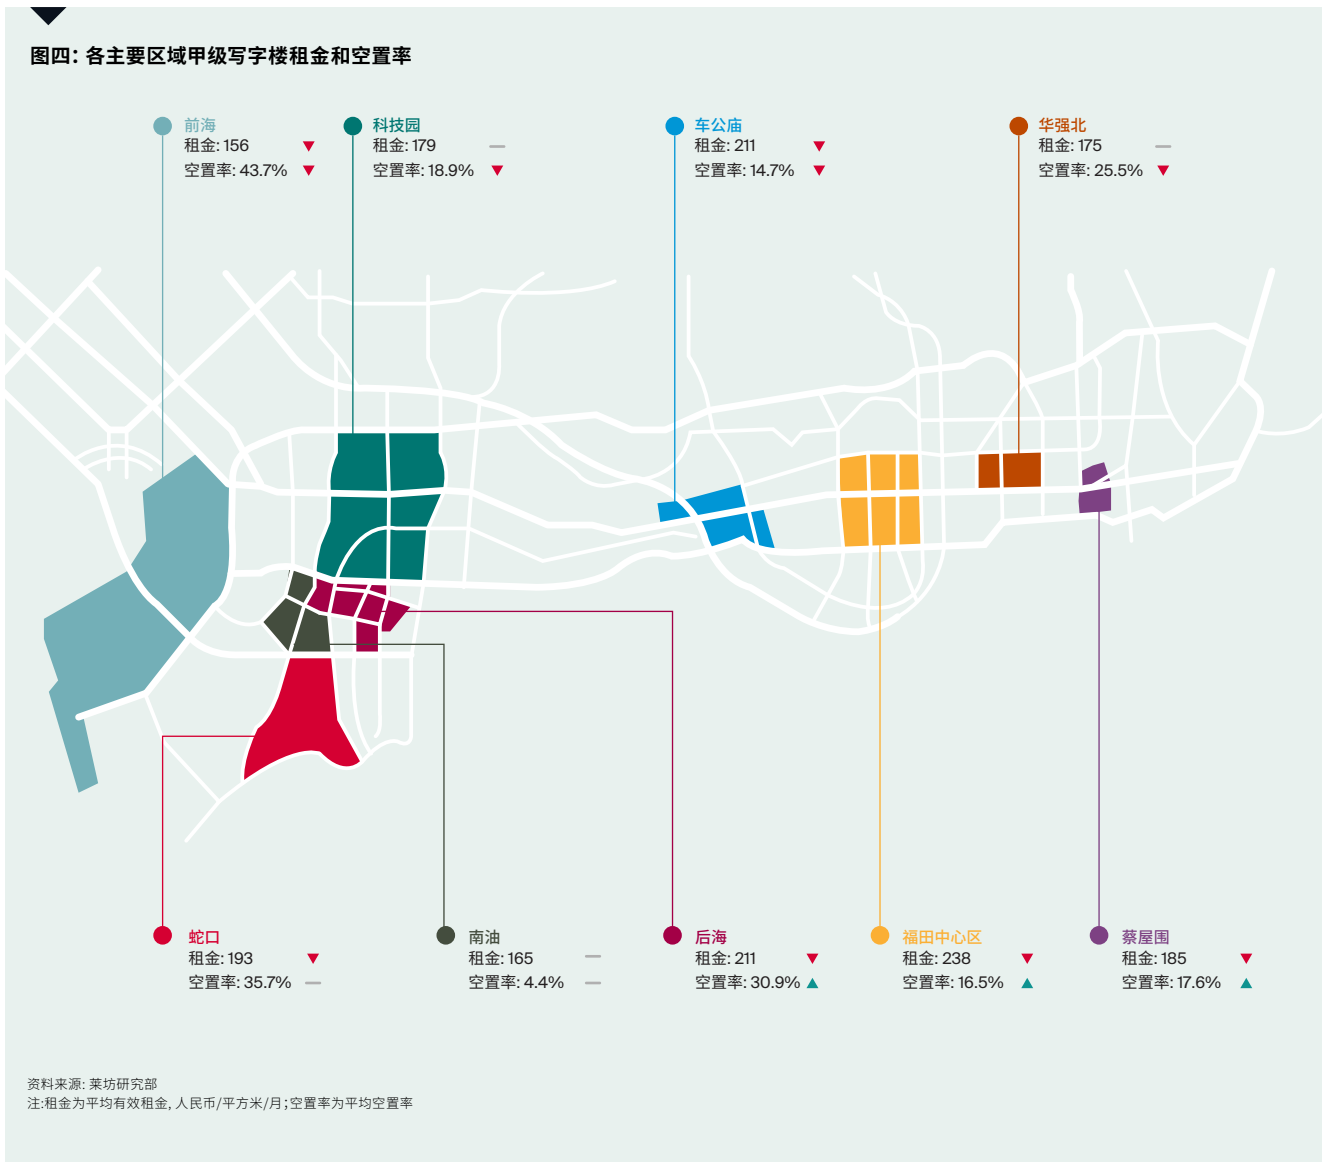 图四: 各主要区域甲级写字楼租金和空置率
前海
租金: 156
空置率: 43.7%
科技园
租金: 179
空置率: 18.9%
车公庙
租金: 211
空置率: 14.7%
华强北
租金: 175
空置率: 25.5%
蛇口
租金: 193
空置率: 35.7%
南油
租金: 165
空置率: 4.4%
后海
租金: 211
空置率: 30.9%
福田中心区
租金: 238
空置率: 16.5%
蔡屋围
租金: 185
空置率: 17.6%
资料来源: 莱坊研究部
注:租金为平均有效租金, 人民币/平方米/月;空置率为平均空置率